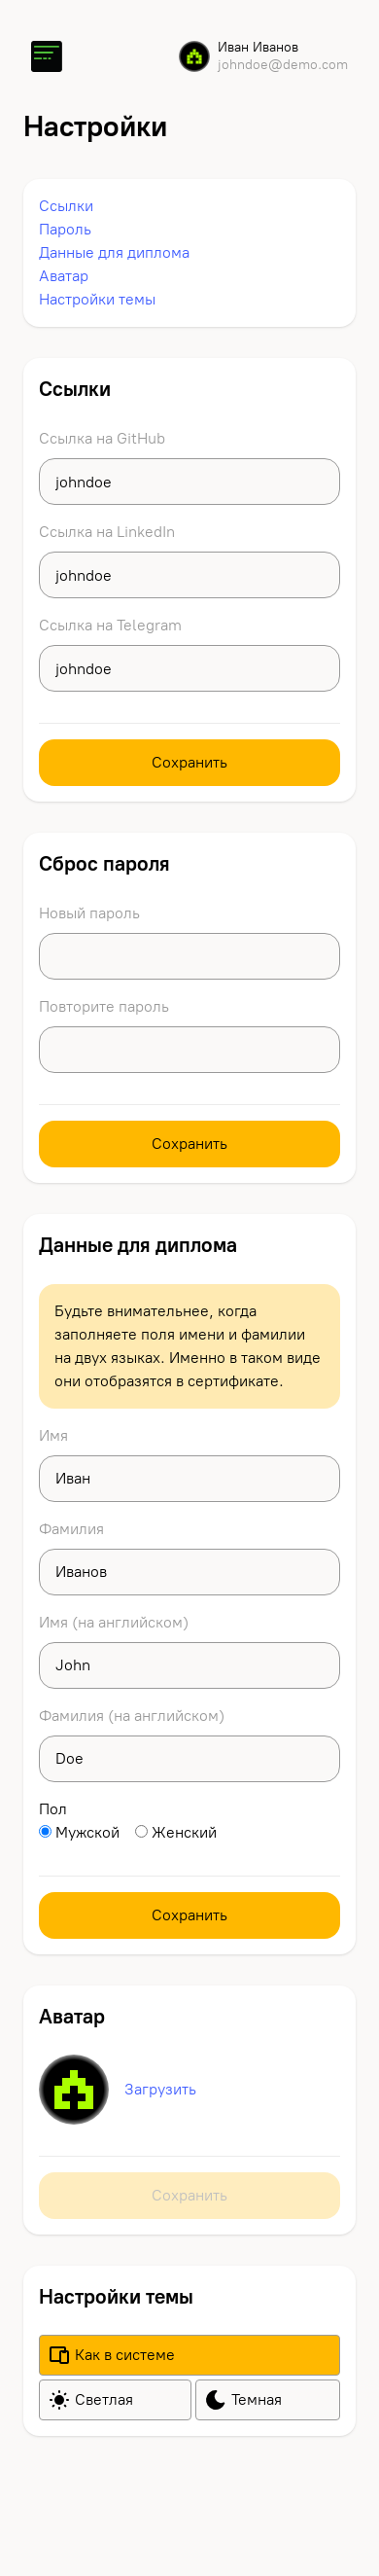 Иван Иванов
johndoe@demo.com
Настройки
Ссылки
Пароль
Данные для диплома
Аватар
Настройки темы
Ссылки
Ссылка на GitHub
johndoe
Ссылка на LinkedIn
johndoe
Ссылка на Telegram
johndoe
Сохранить
Сброс пароля
Новый пароль
Повторите пароль
Сохранить
Данные для диплома
Будьте внимательнее, когда
заполняете поля имени и фамилии
на двух языках. Именно в таком виде
они отобразятся в сертификате.
Имя
Иван
Фамилия
Иванов
Имя (на английском)
John
Фамилия (на английском)
Doe
Пол
Мужской Женский
Сохранить
Аватар
Загрузить
Сохранить
Настройки темы
Как в системе
Светлая Темная